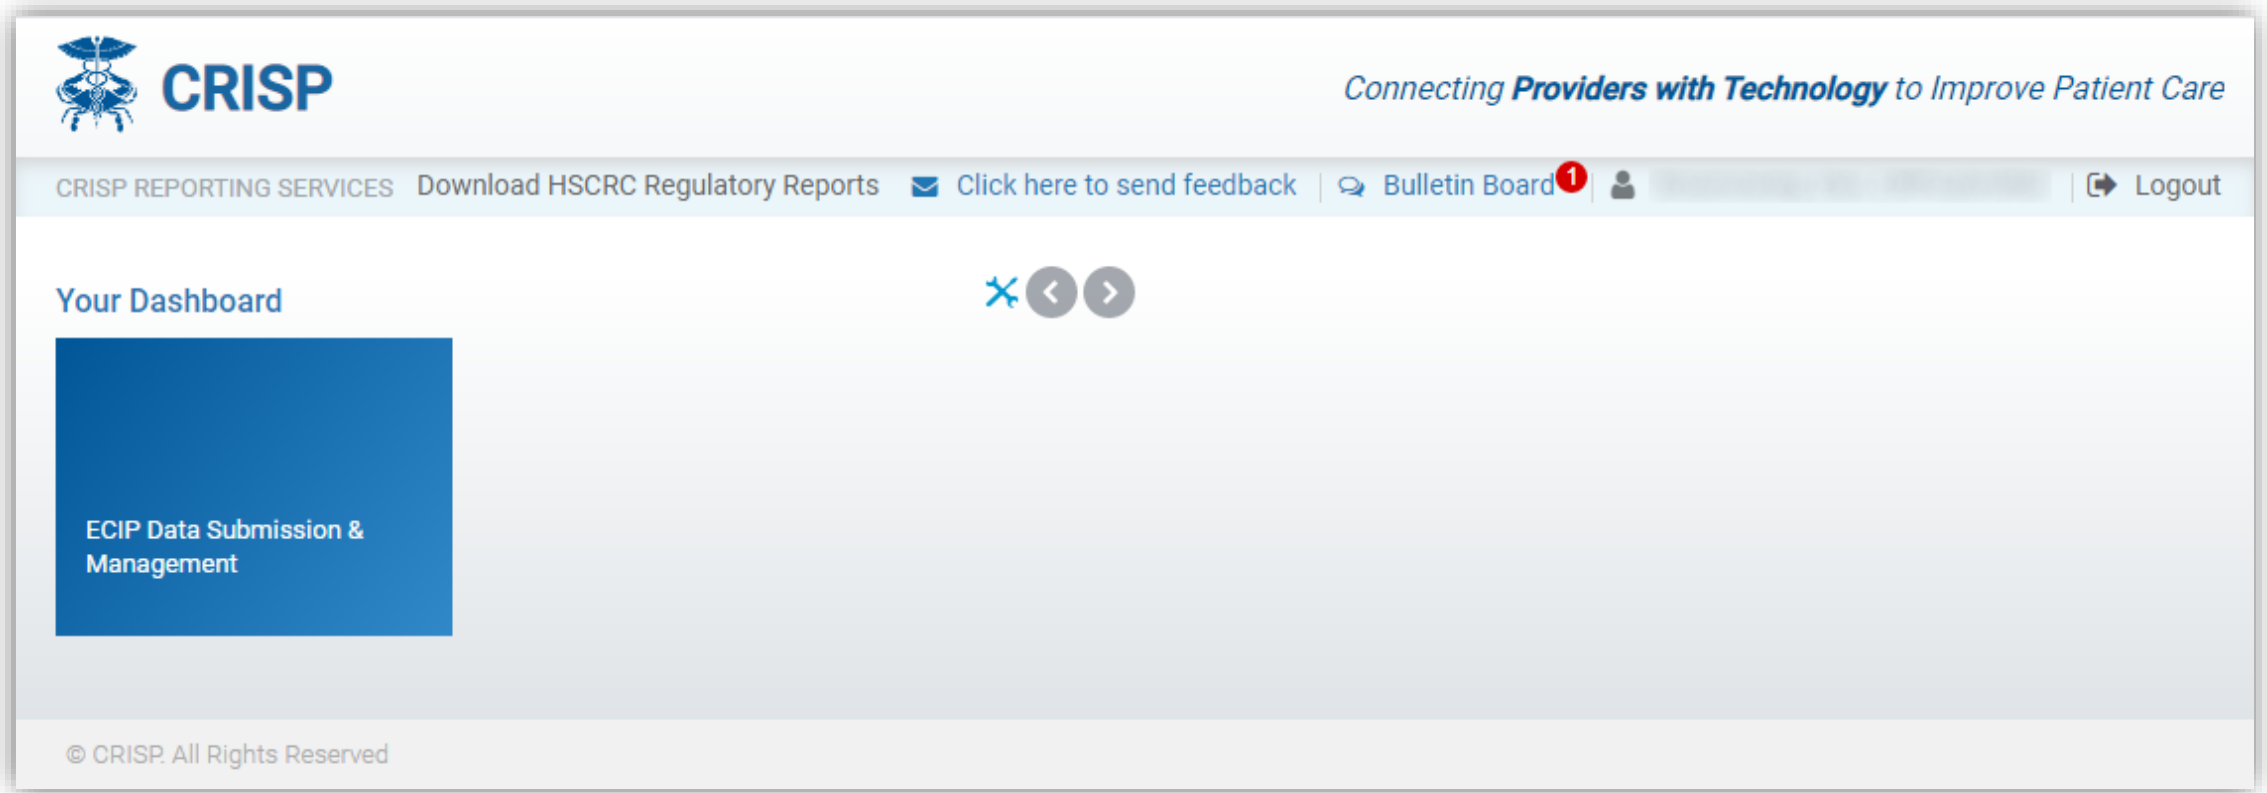 CRISP
Connecting Providers with Technology to Improve Patient Care
CRISP REPORTING SERVICES Download HSCRC Regulatory Reports Click here to send feedback Bulletin Board 1 Logout
Your Dashboard
ECIP Data Submission &
Management
© CRISP. All Rights Reserved